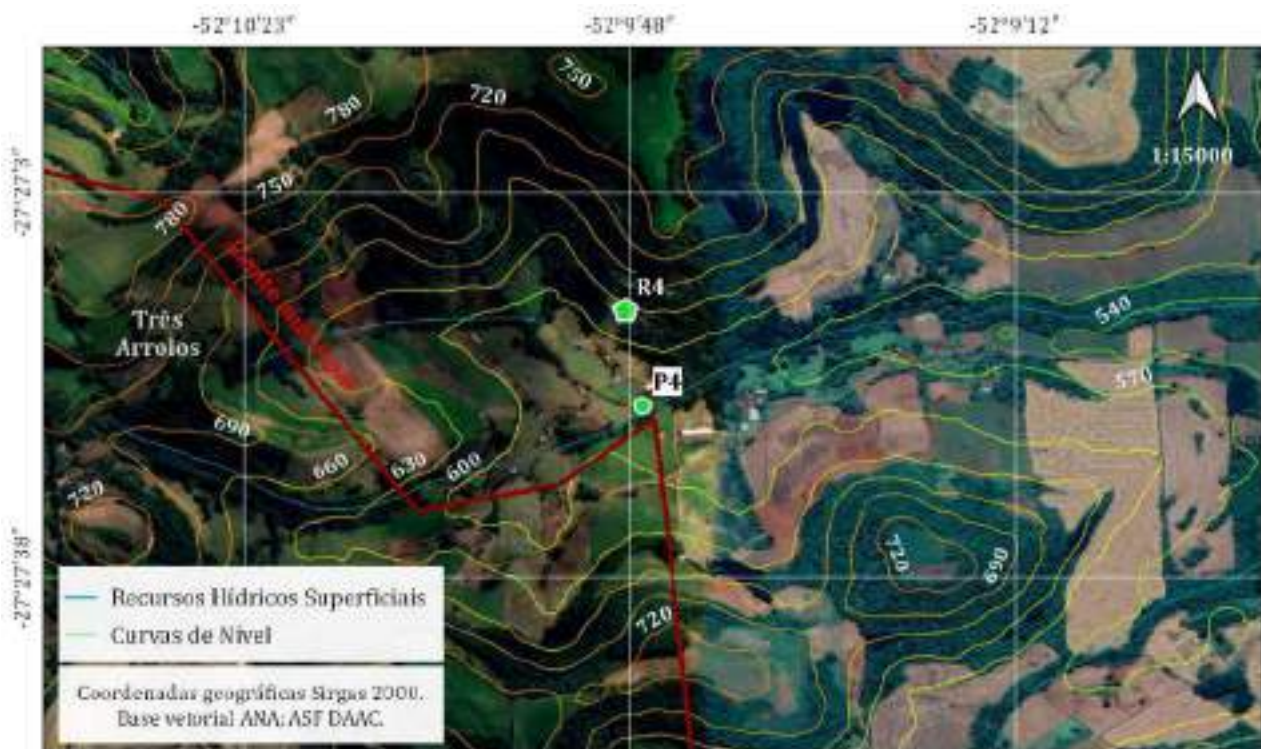 -52°10'23"
-52°9'48"
-52°9'12"
750
720
780
-27°27'3"
1:15000
750
780
R4
540
Três
Arroios
P4
570
690
660
630
600
720
720
690
-27°27'38"
720
Recursos Hídricos Superficiais
Curvas de Nível
Coordenadas geográficas Sirgas 2000.
Base vetorial ANA; ASF DAAC.